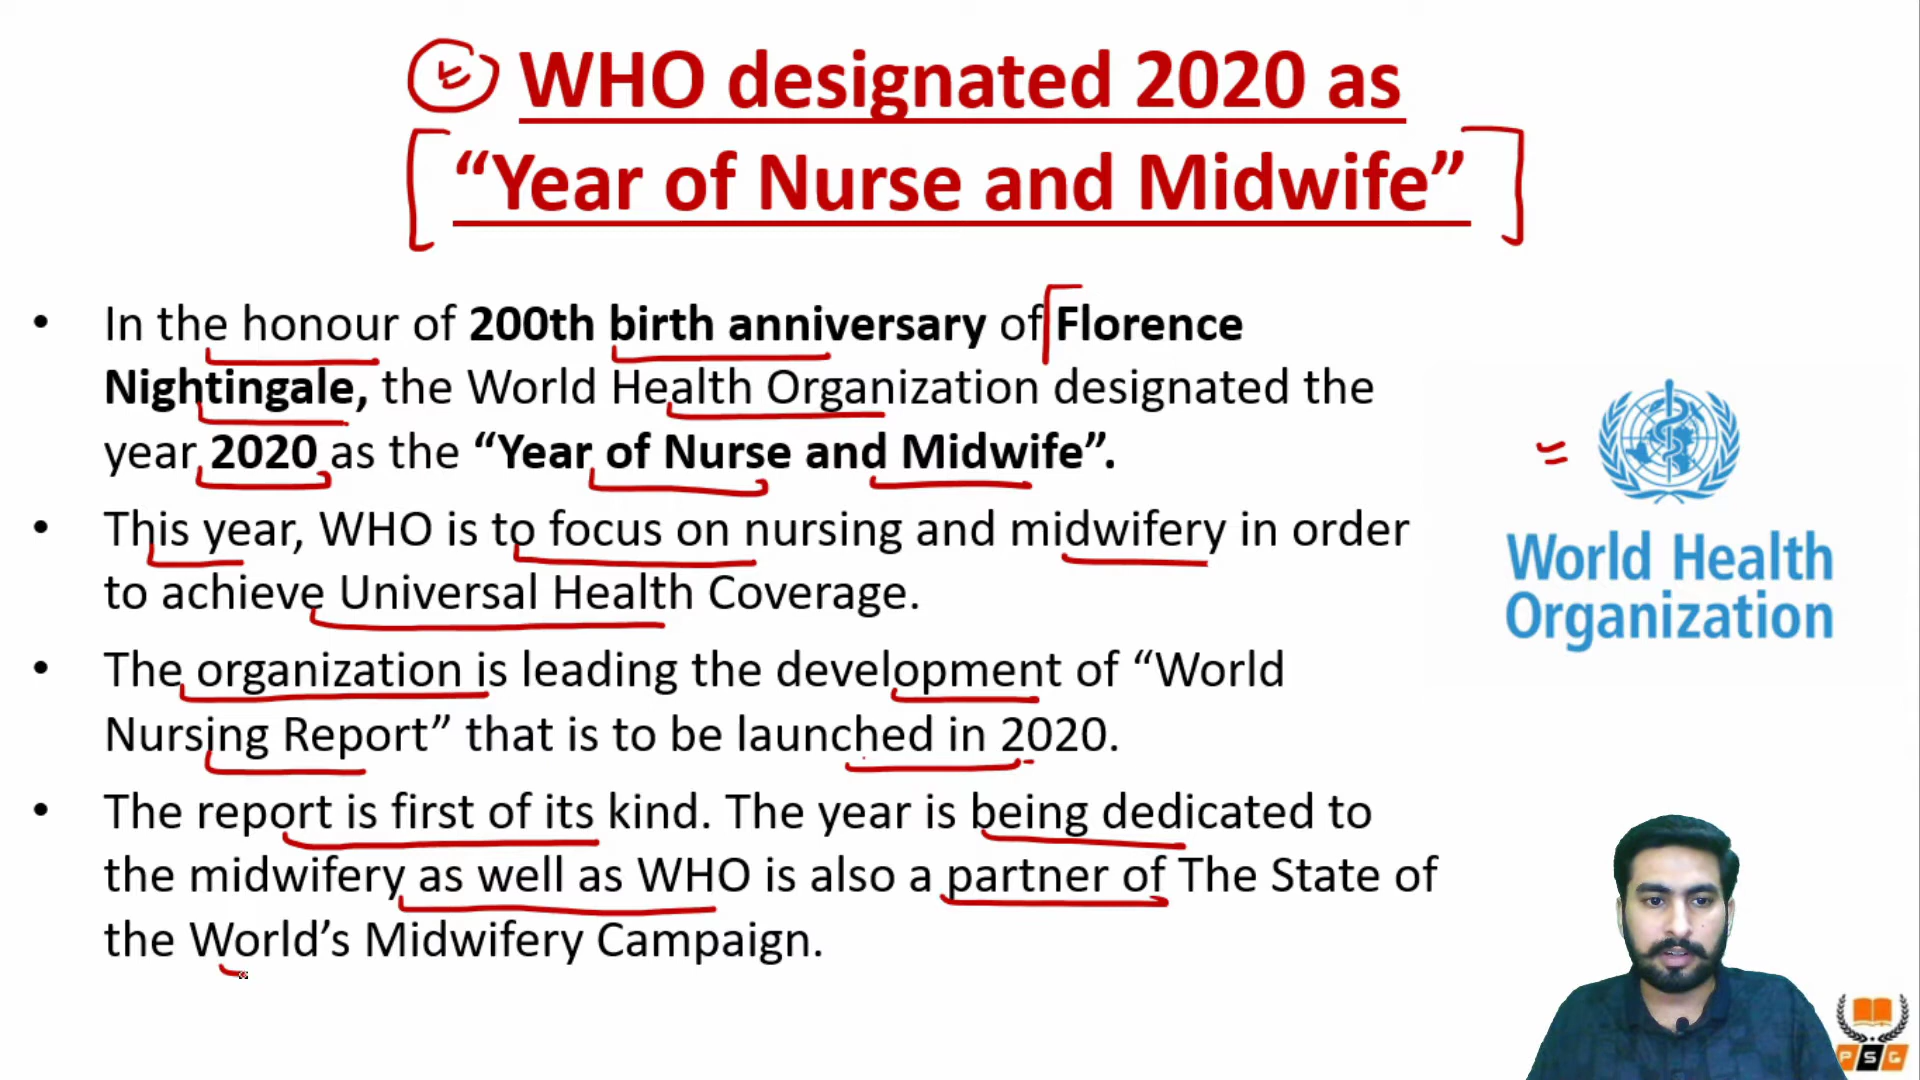 WHO designated 2020 as
“Year of Nurse and Midwife”
• In the honour of 200th birth anniversary of Florence
Nightingale, the World Health Organization designated the
year 2020 as the “Year of Nurse and Midwife”.
• This year, WHO is to focus on nursing and midwifery in order
to achieve Universal Health Coverage.
• The organization is leading the development of “World
Nursing Report” that is to be launched in 2020.
• The report is first of its kind. The year is being dedicated to
the midwifery as well as WHO is also a partner of The State of
the World’s Midwifery Campaign.
World Health
Organization
PSG